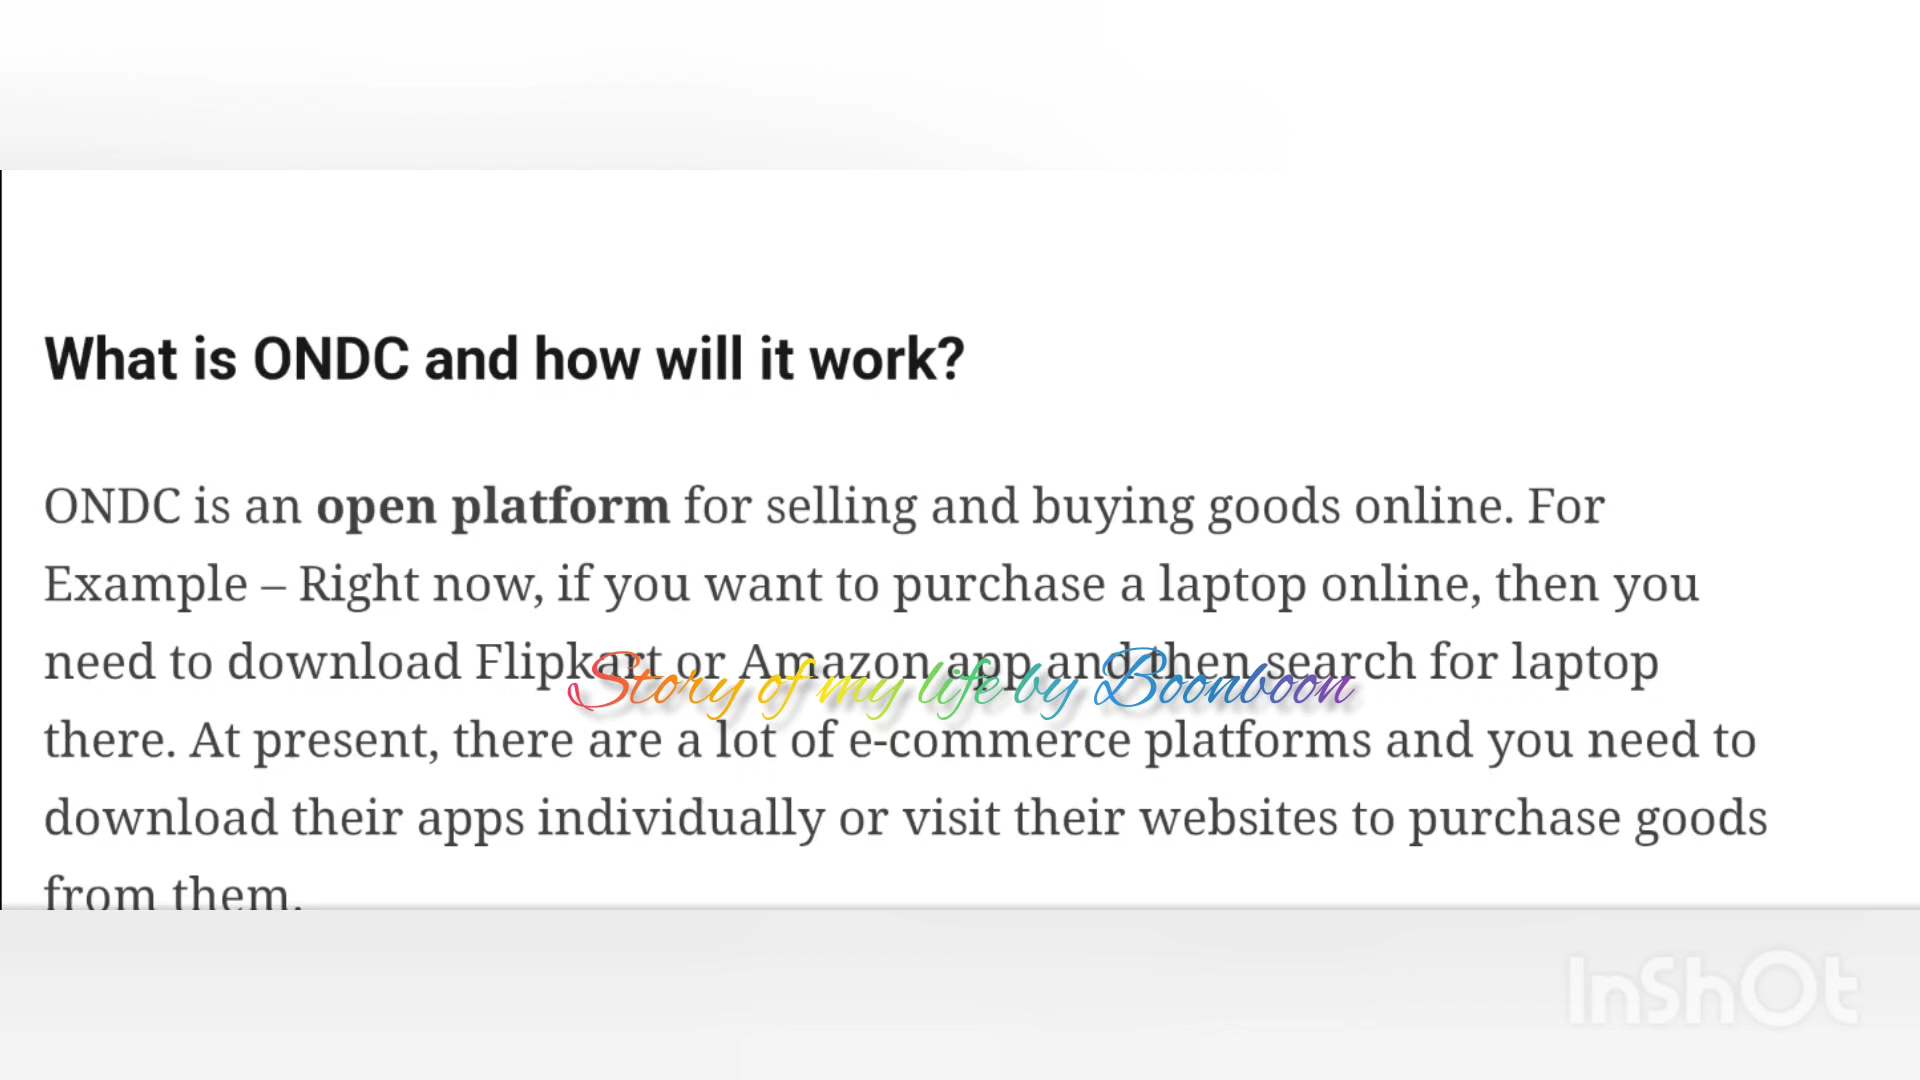 What is ONDC and how will it work?
ONDC is an open platform for selling and buying goods online. For
Example – Right now, if you want to purchase a laptop online, then you
need to download Flipkart or Amazon app and then search for laptop
Story of my life by Boonboon
there. At present, there are a lot of e-commerce platforms and you need to
download their apps individually or visit their websites to purchase goods
from them.
InShOt